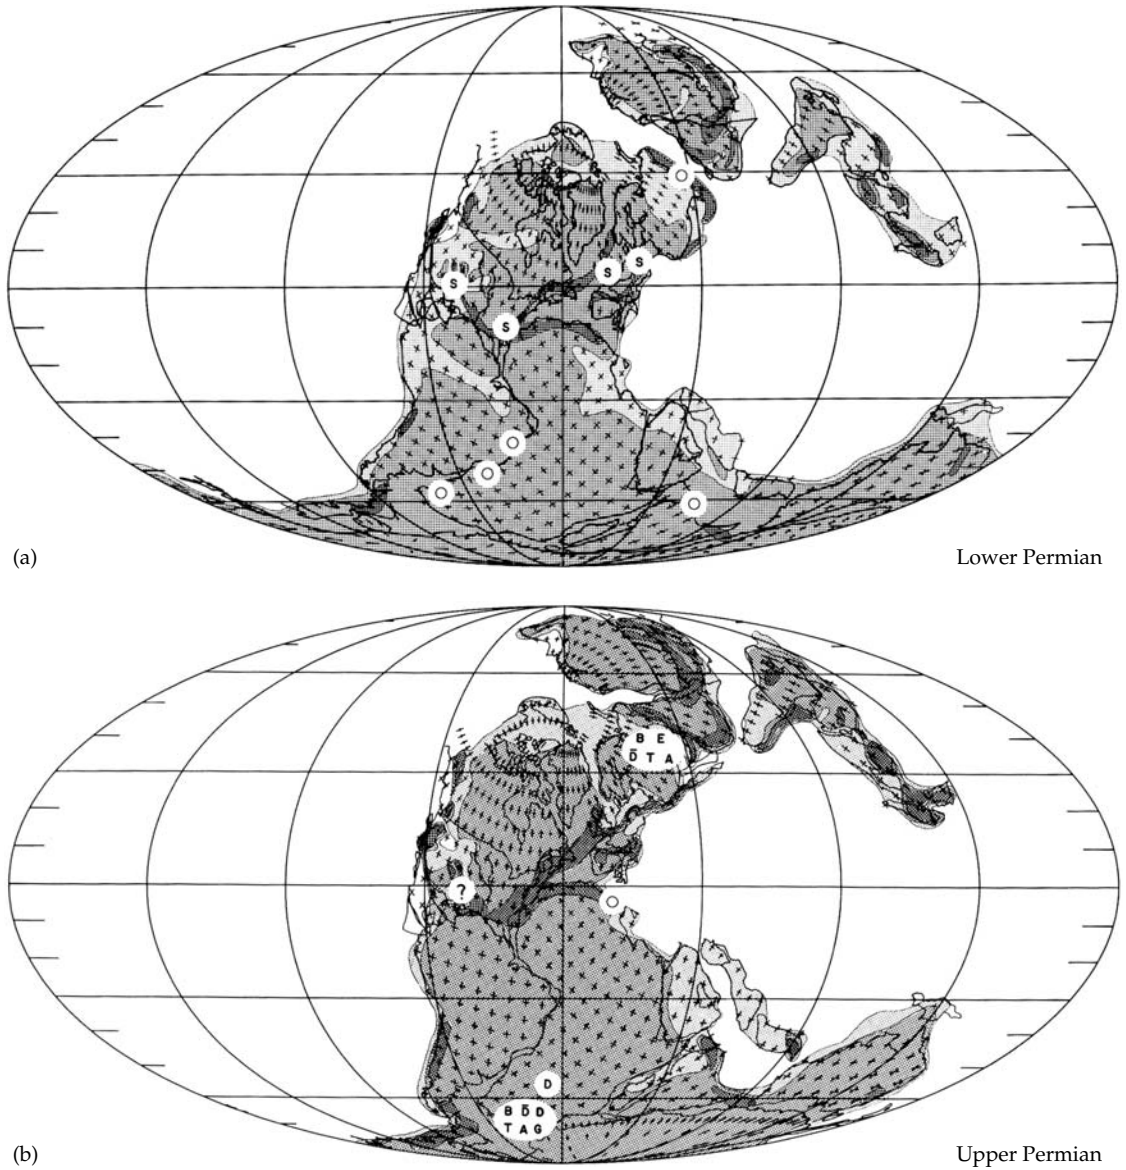 O
S
S
S
S
O
O
O
O
(a)
Lower Permian
B E
D̄ T A
?
O
D
B D̄ D
T A G
(b)
Upper Permian